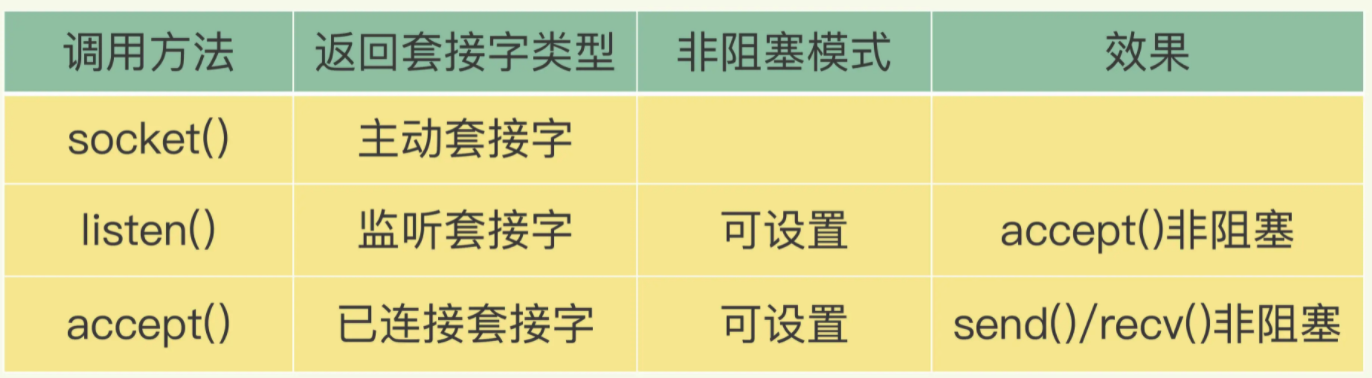 调用方法 返回套接字类型 非阻塞模式 效果
socket() 主动套接字
listen() 监听套接字 可设置 accept()非阻塞
accept() 已连接套接字 可设置 send()/recv()非阻塞